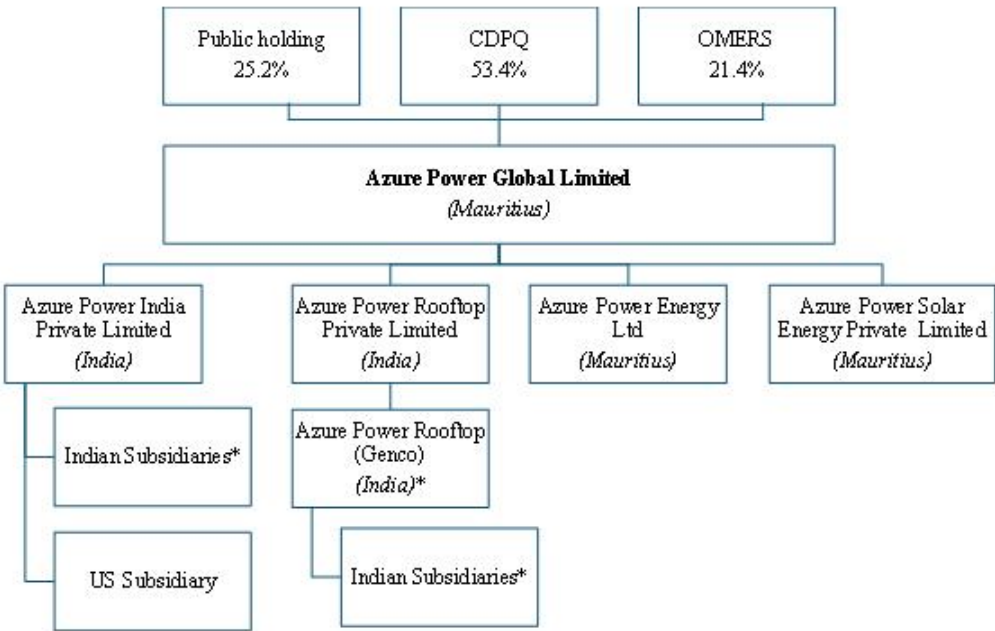 Public holding
25.2%
CDPQ
53.4%
OMERS
21.4%
Azure Power Global Limited
(Mauritius)
Azure Power India
Private Limited
(India)
Azure Power Rooftop
Private Limited
(India)
Azure Power Energy
Ltd
(Mauritius)
Azure Power Solar
Energy Private Limited
(Mauritius)
Indian Subsidiaries*
Azure Power Rooftop
(Genco)
(India)*
US Subsidiary
Indian Subsidiaries*